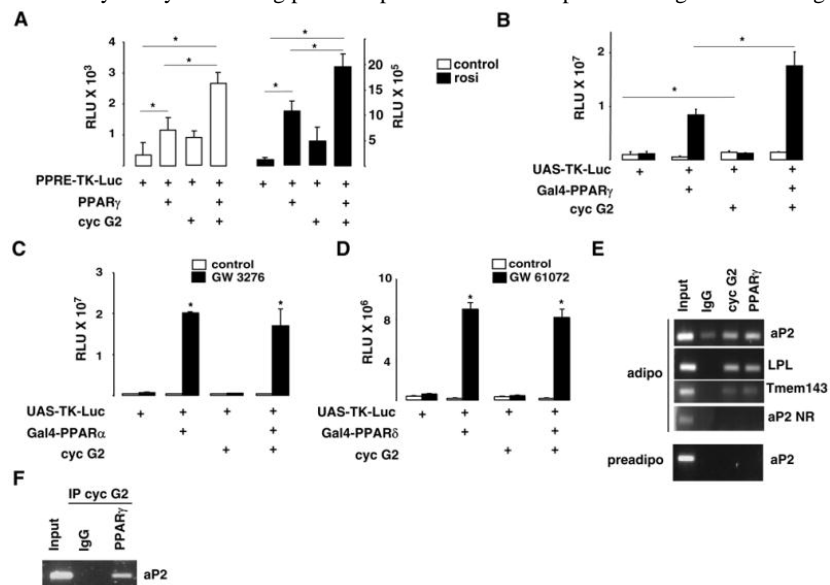 A
B
4
3
2
1
RLU X 10³
20
15
10
5
RLU X 10⁵
* * * * * *
control
rosi
2
1
RLU X 10⁷
* *
PPRE-TK-Luc + + + + + + + +
PPARγ + + + +
cyc G2 + + + +
UAS-TK-Luc + + + +
Gal4-PPARγ + +
cyc G2 + +
C
D
E
3
2
1
RLU X 10⁷
control
GW 3276
* *
10
8
4
RLU X 10⁶
control
GW 61072
* *
UAS-TK-Luc + + + +
Gal4-PPARα + +
cyc G2 + +
UAS-TK-Luc + + + +
Gal4-PPARδ + +
cyc G2 + +
Input IgG cyc G2 PPARγ
adipo
aP2
LPL
Tmem143
aP2 NR
preadipo aP2
F
IP cyc G2
Input IgG PPARγ
aP2